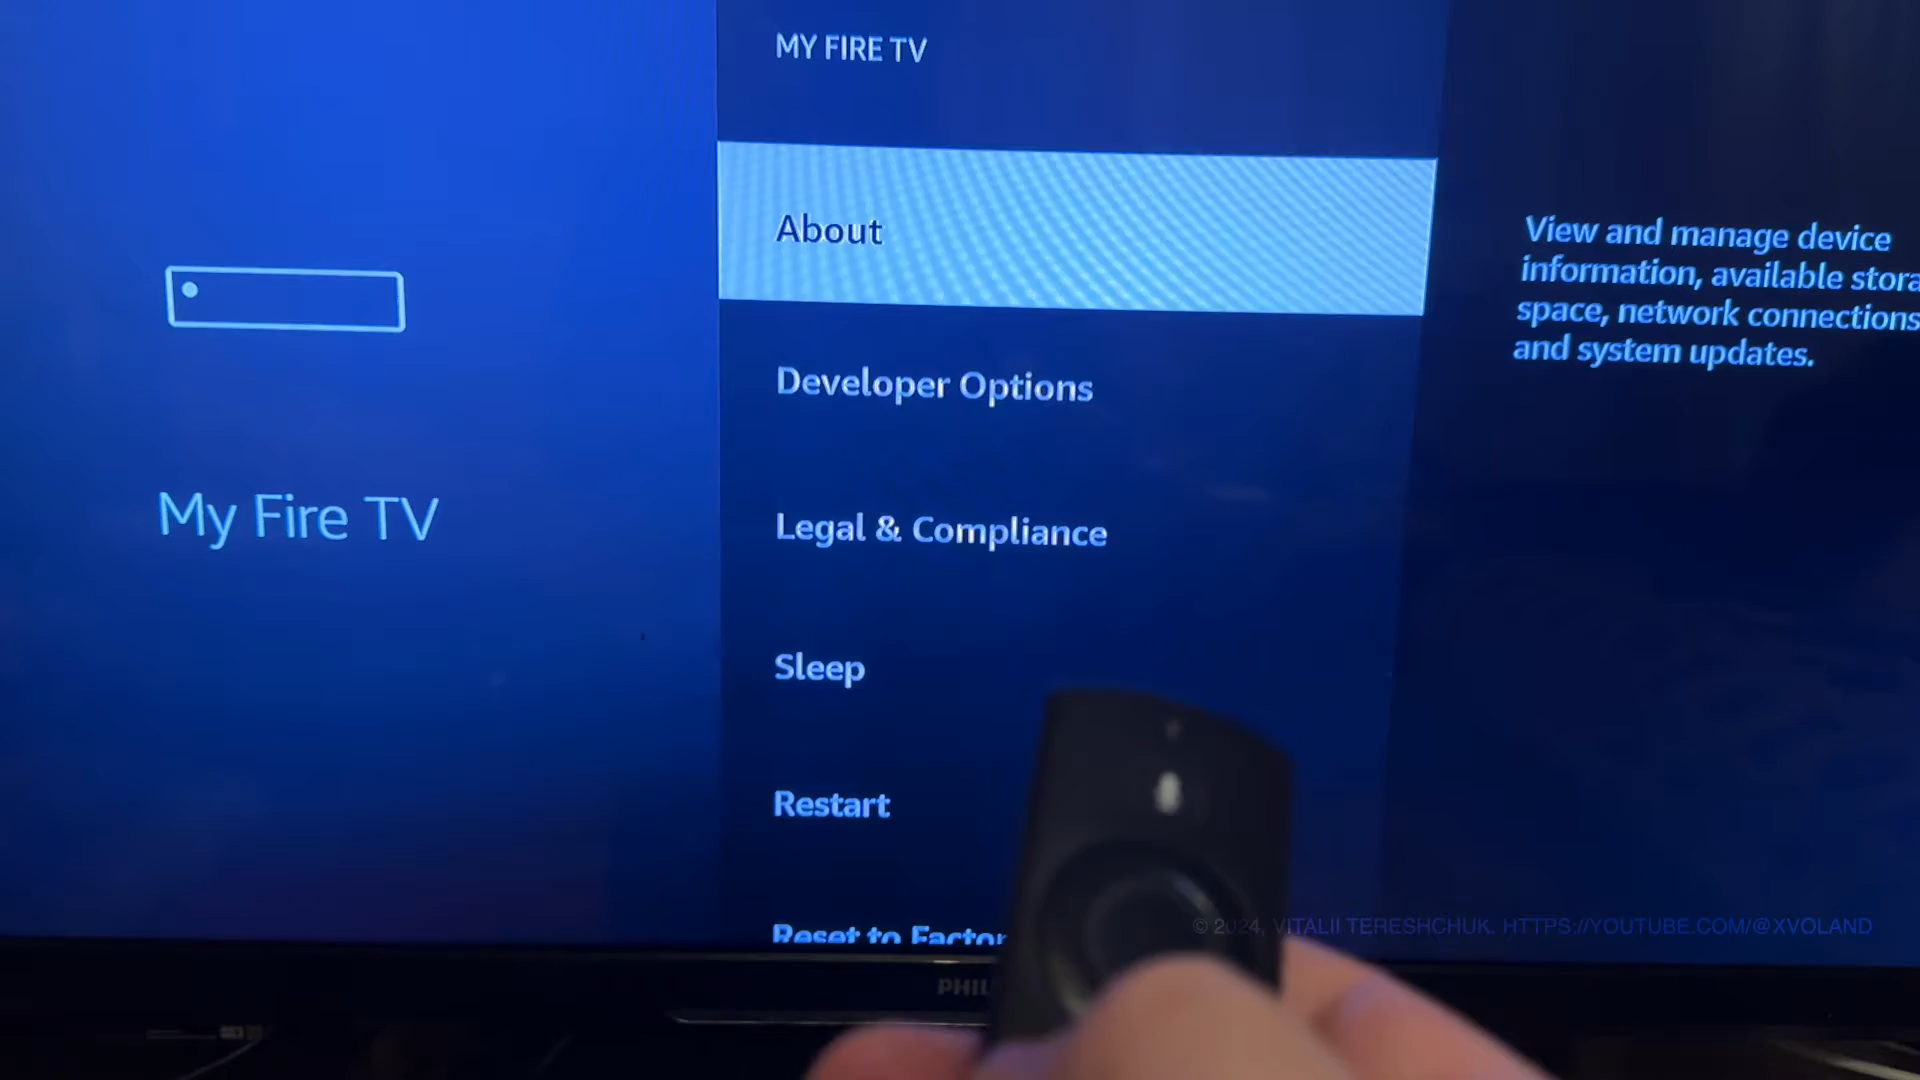 MY FIRE TV
About
View and manage device
information, available stora
space, network connections
and system updates.
Developer Options
My Fire TV
Legal & Compliance
Sleep
Restart
Reset to Factor
© 2024, VITALII TERESHCHUK. HTTPS://YOUTUBE.COM/@XVOLAND
PHIL